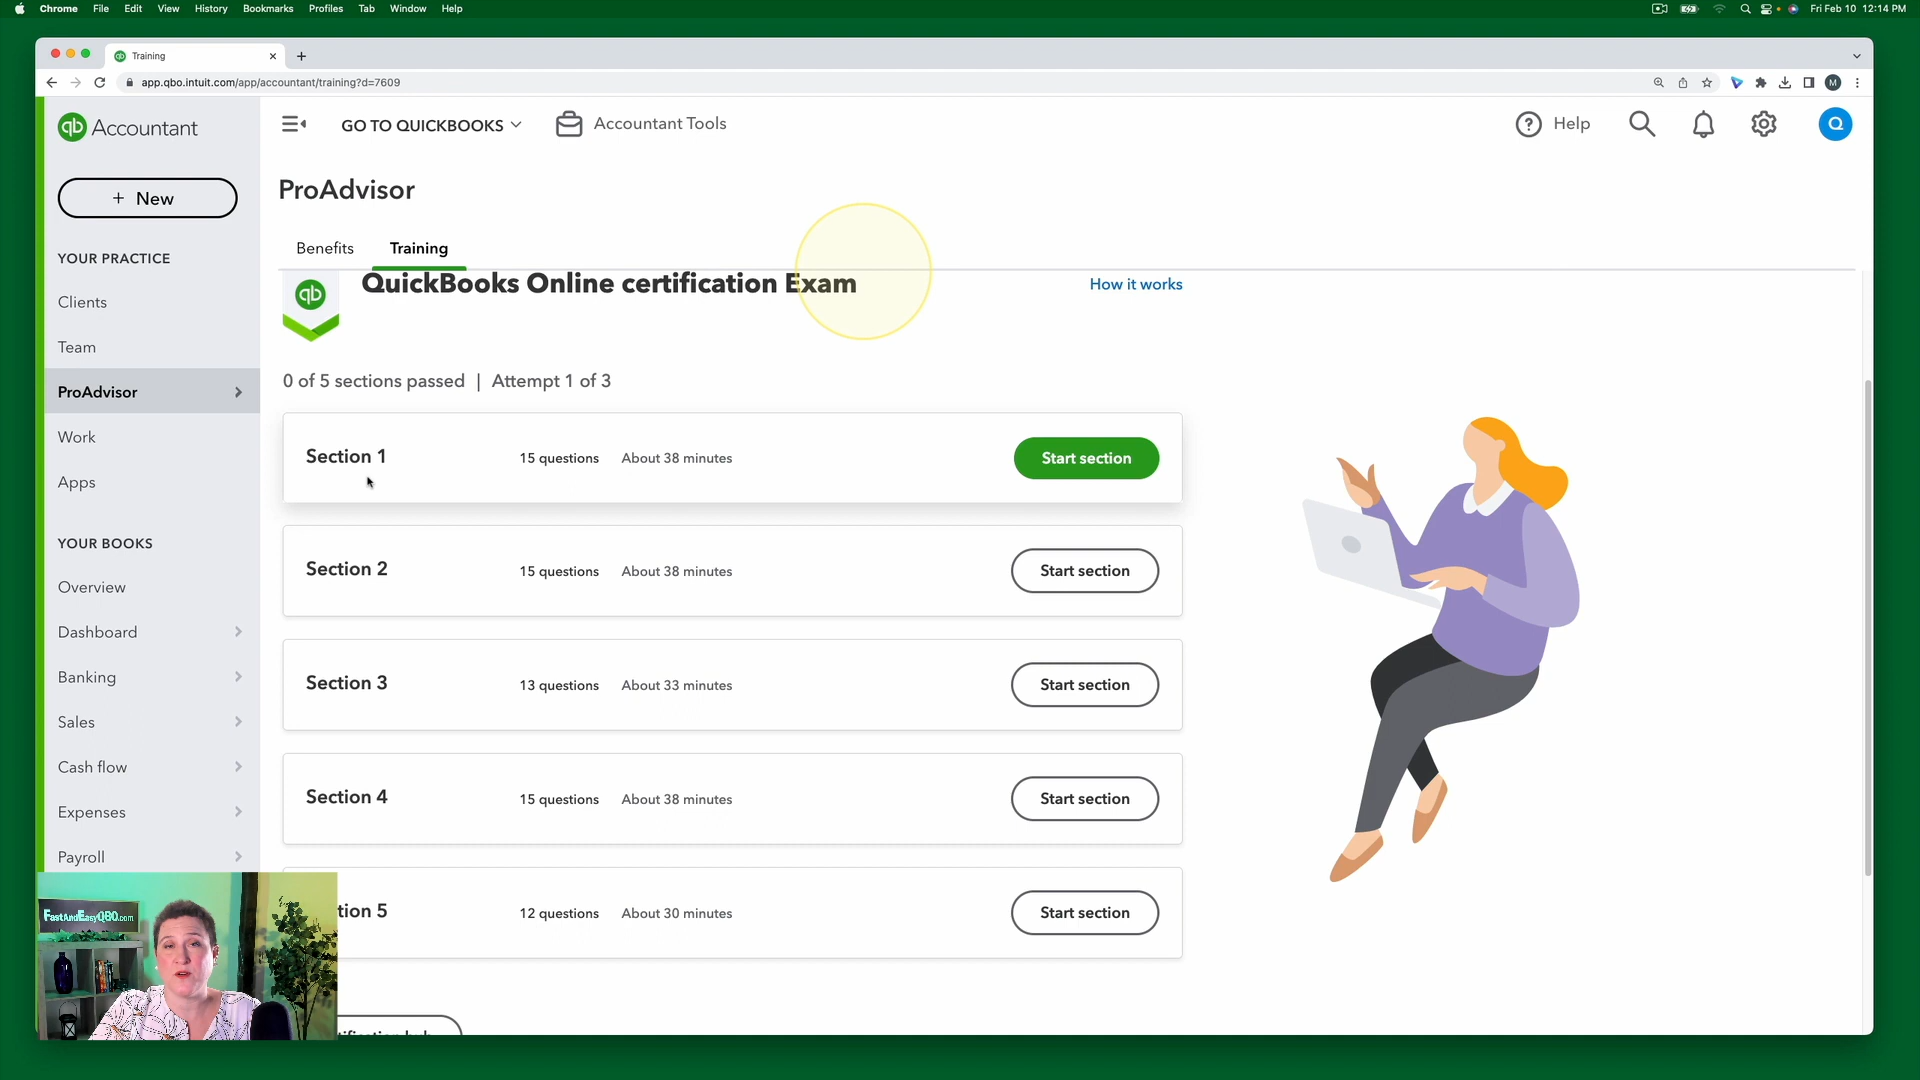 Chrome File Edit View History Bookmarks Profiles Tab Window Help Fri Feb 10 12:14 PM
Training
app.qbo.intuit.com/app/accountant/training?d=7609 M
qb Accountant GO TO QUICKBOOKS Accountant Tools ? Help Q
+ New
ProAdvisor
Benefits Training
YOUR PRACTICE
Clients
Team
ProAdvisor
Work
Apps
YOUR BOOKS
Overview
Dashboard
Banking
Sales
Cash flow
Expenses
Payroll
qb QuickBooks Online certification Exam How it works
0 of 5 sections passed | Attempt 1 of 3
Section 1 15 questions About 38 minutes Start section
Section 2 15 questions About 38 minutes Start section
Section 3 13 questions About 33 minutes Start section
Section 4 15 questions About 38 minutes Start section
tion 5 12 questions About 30 minutes Start section
FastAndEasyQBO.com